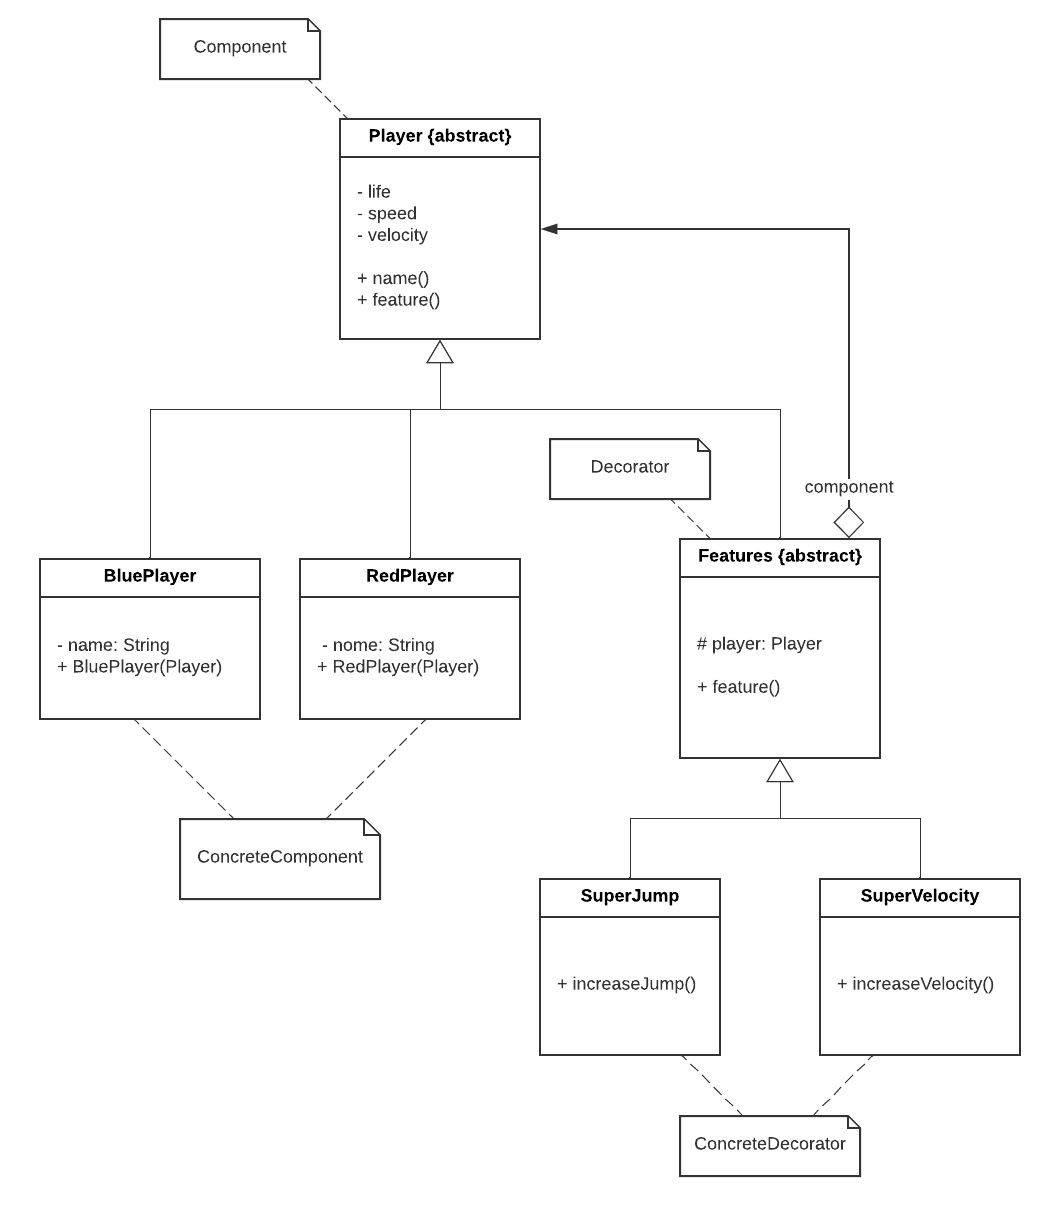 Component
Player {abstract}
- life
- speed
- velocity
+ name()
+ feature()
Decorator
component
BluePlayer
- name: String
+ BluePlayer(Player)
RedPlayer
- nome: String
+ RedPlayer(Player)
Features {abstract}
# player: Player
+ feature()
ConcreteComponent
SuperJump
+ increaseJump()
SuperVelocity
+ increaseVelocity()
ConcreteDecorator